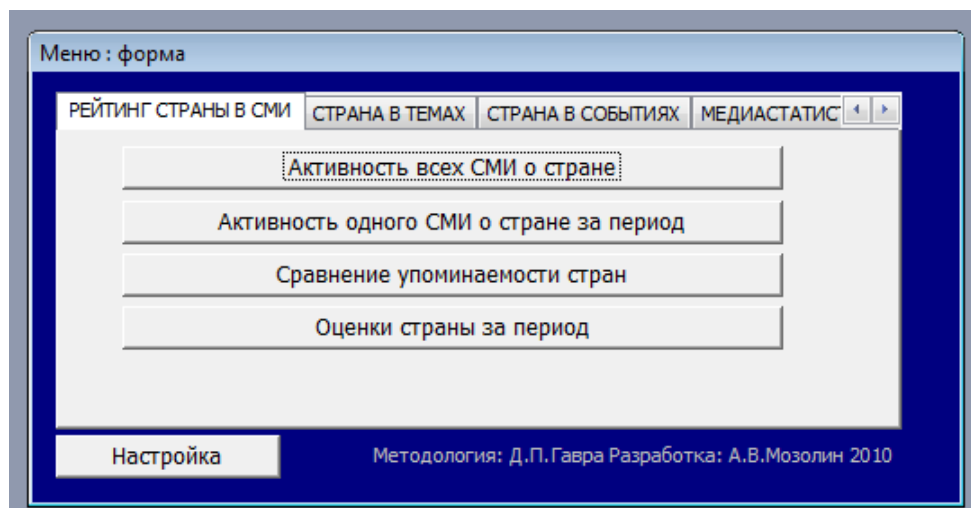 Меню : форма
РЕЙТИНГ СТРАНЫ В СМИ СТРАНА В ТЕМАХ СТРАНА В СОБЫТИЯХ МЕДИАСТАТИС
Активность всех СМИ о стране
Активность одного СМИ о стране за период
Сравнение упоминаемости стран
Оценки страны за период
Настройка Методология: Д.П.Гавра Разработка: А.В.Мозолин 2010